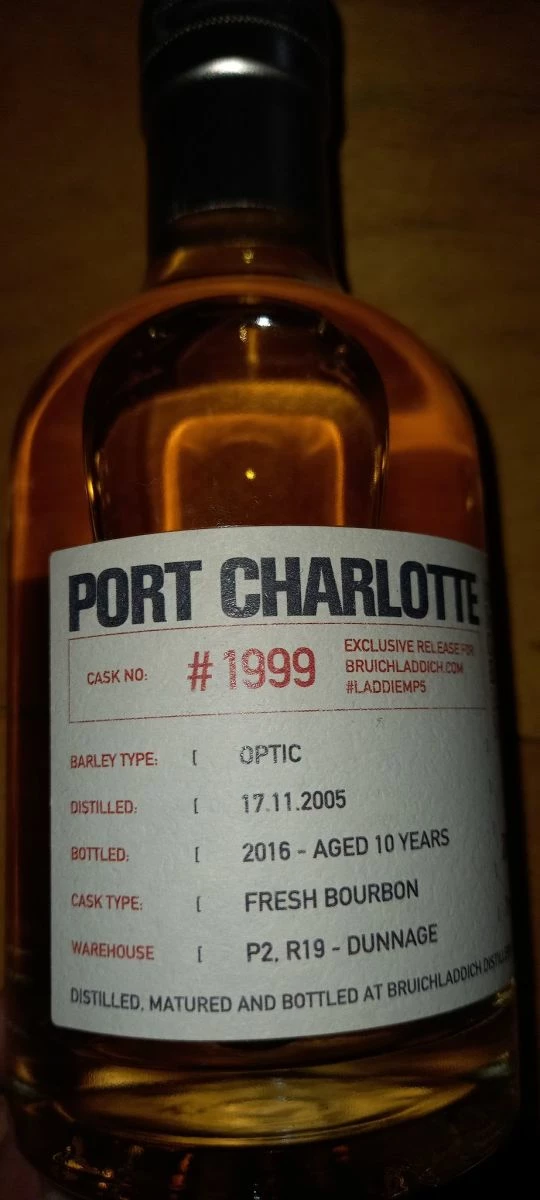 PORT CHARLOTTE
CASK NO: #1999
EXCLUSIVE RELEASE FOR
BRUICHLADDICH.COM
#LADDIEMP5
BARLEY TYPE: [ OPTIC
DISTILLED: [ 17.11.2005
BOTTLED: [ 2016 - AGED 10 YEARS
CASK TYPE: [ FRESH BOURBON
WAREHOUSE [ P2, R19 - DUNNAGE
DISTILLED, MATURED AND BOTTLED AT BRUICHLADDICH